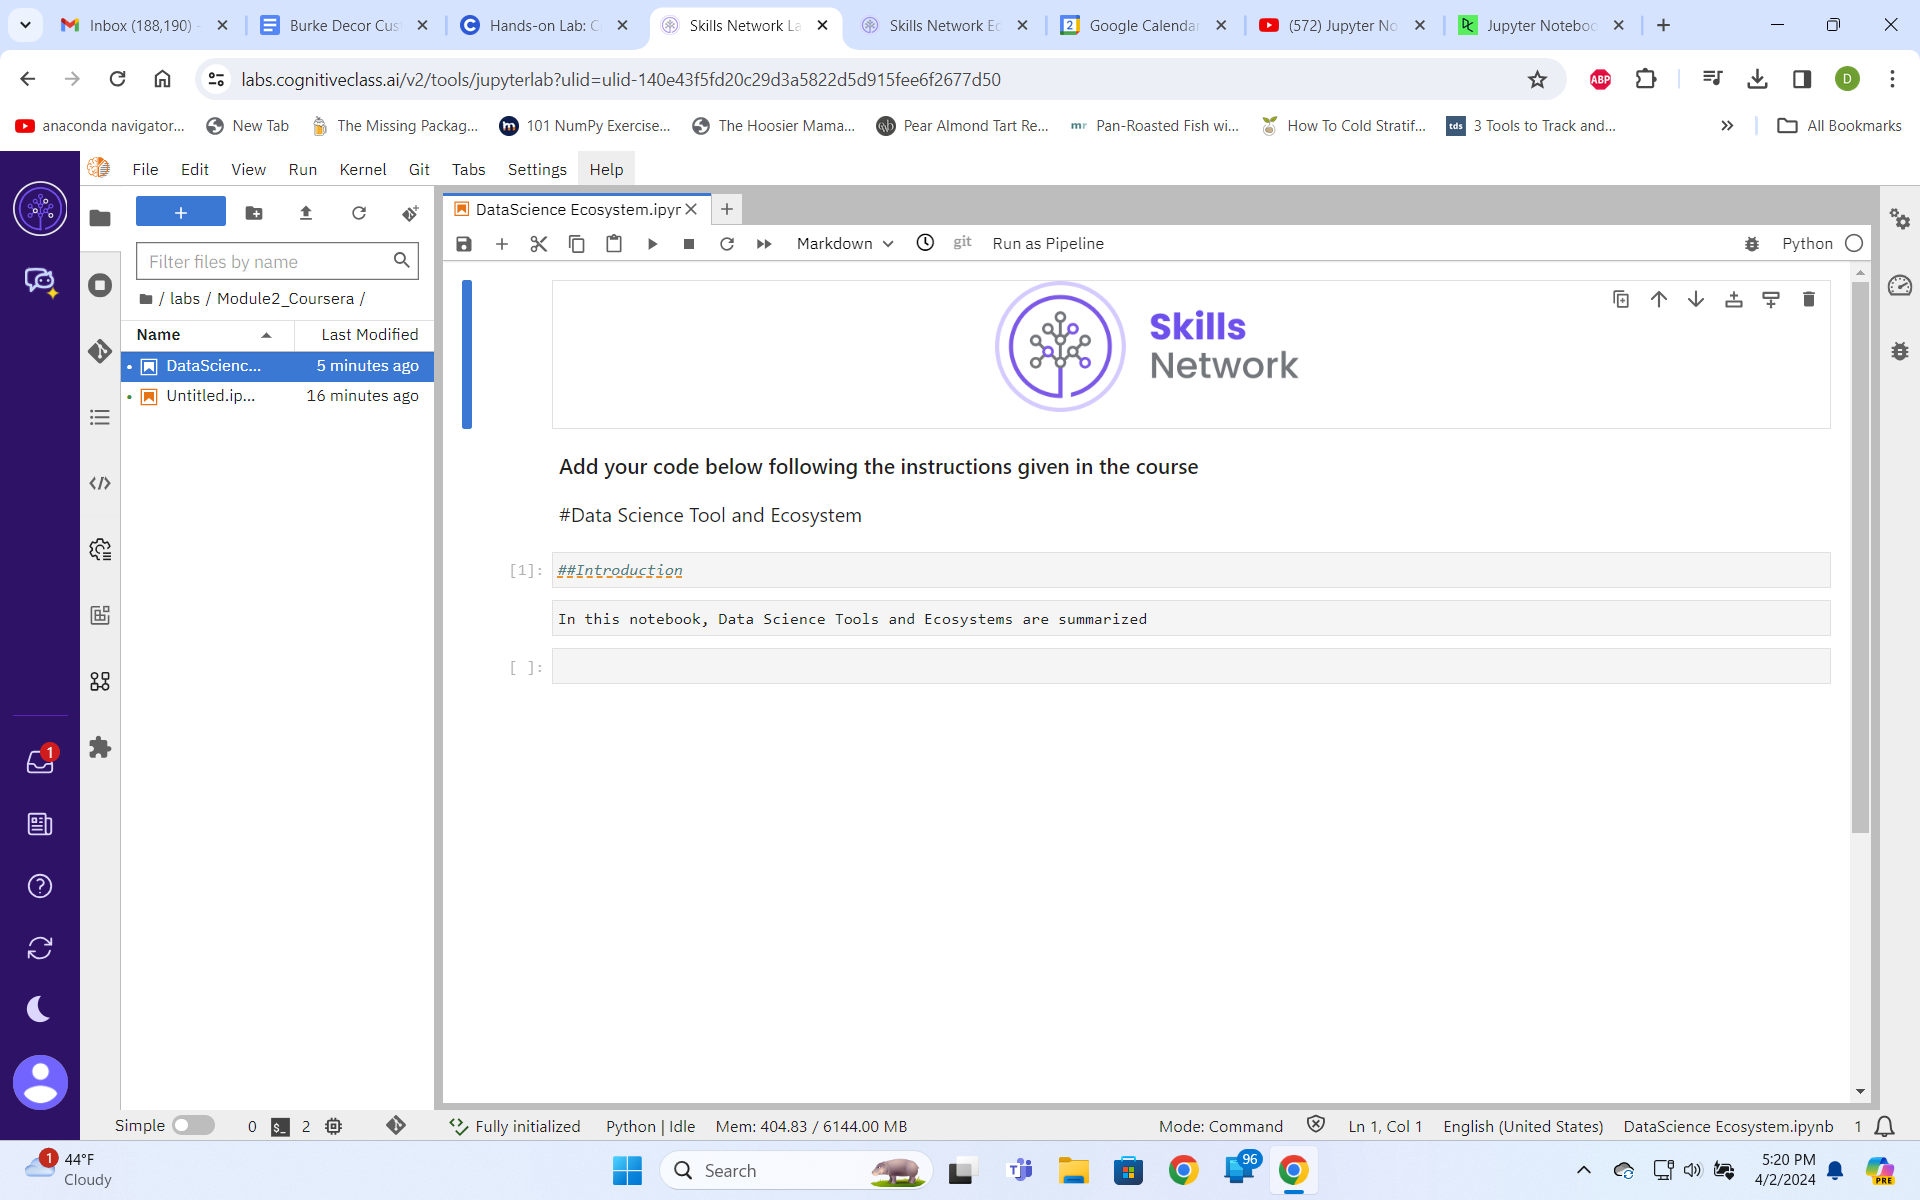 Inbox (188,190) -
Burke Decor Cus
Hands-on Lab: C
Skills Network La
Skills Network Ed
Google Calendar
(572) Jupyter No
Jupyter Noteboo
labs.cognitiveclass.ai/v2/tools/jupyterlab?ulid=ulid-140e43f5fd20c29d3a5822d5d915fee6f2677d50
ABP
D
anaconda navigator...
New Tab
The Missing Packag...
101 NumPy Exercise...
The Hoosier Mama...
Pear Almond Tart Re...
mr Pan-Roasted Fish wi...
How To Cold Stratif...
tds 3 Tools to Track and...
All Bookmarks
File Edit View Run Kernel Git Tabs Settings Help
DataScience Ecosystem.ipyr
Markdown
git
Run as Pipeline
Python
Filter files by name
/ labs / Module2_Coursera /
Name Last Modified
DataScienc... 5 minutes ago
Untitled.ip... 16 minutes ago
Skills
Network
Add your code below following the instructions given in the course
#Data Science Tool and Ecosystem
[1]: ##Introduction
In this notebook, Data Science Tools and Ecosystems are summarized
[ ]:
1
Simple 0 $_ 2 Fully initialized Python | Idle Mem: 404.83 / 6144.00 MB Mode: Command Ln 1, Col 1 English (United States) DataScience Ecosystem.ipynb 1
1
44°F
Cloudy
Search
96
5:20 PM
4/2/2024
PRE